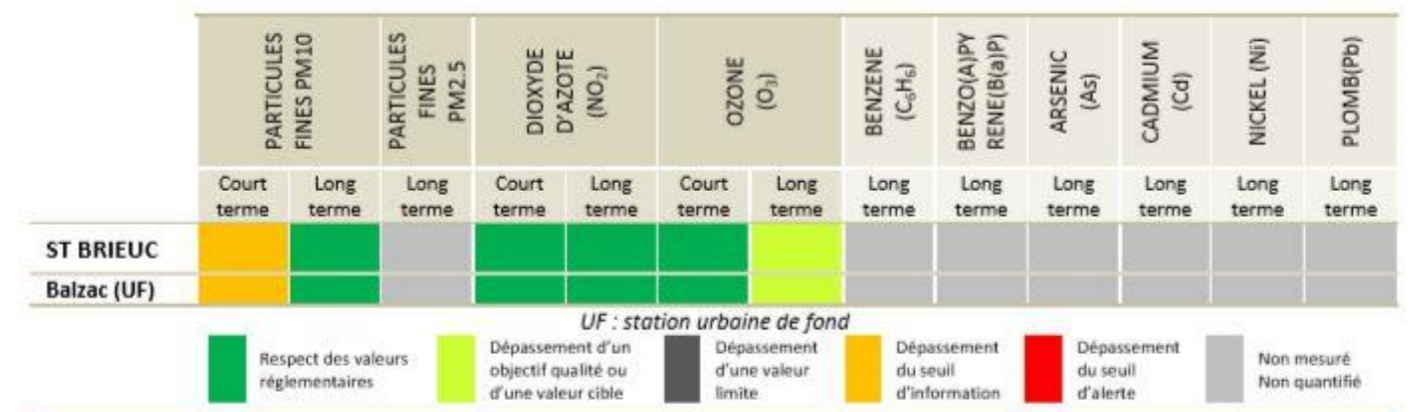 PARTICULES
FINES PM10
PARTICULES
FINES
PM2.5
DIOXYDE
D'AZOTE
(NO₂)
OZONE
(O₃)
BENZENE
(C₆H₆)
BENZO(A)PY
RENE(B(a)P)
ARSENIC
(As)
CADMIUM
(Cd)
NICKEL (Ni)
PLOMB(Pb)
Court Long Long Court Long Court Long Long Long Long Long Long Long
terme terme terme terme terme terme terme terme terme terme terme terme terme
ST BRIEUC
Balzac (UF)
UF : station urbaine de fond
Respect des valeurs
réglementaires
Dépassement d'un
objectif qualité ou
d'une valeur cible
Dépassement
d'une valeur
limite
Dépassement
du seuil
d'information
Dépassement
du seuil
d'alerte
Non mesuré
Non quantifié